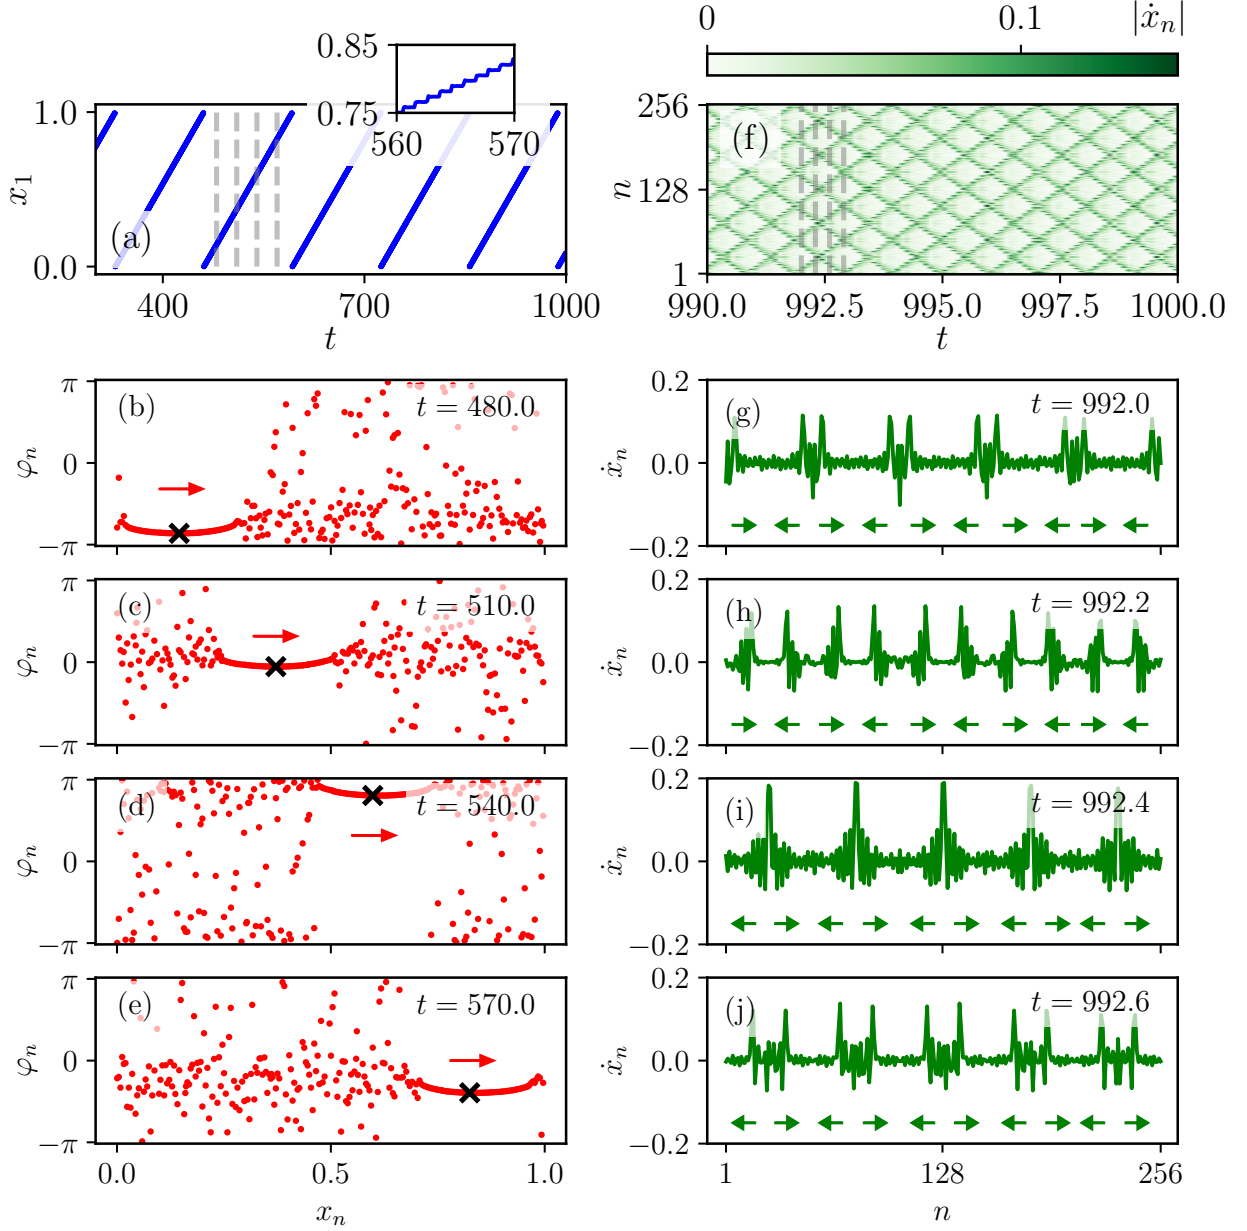 0 0.1 |ẋₙ|
0.85
0.75
560 570
1.0
x₁
0.0
(a)
400 700 1000
t
256
n
128
1
(f)
990.0 992.5 995.0 997.5 1000.0
t
π
φₙ
0
−π
(b)
t = 480.0
0.2
ẋₙ
0.0
−0.2
(g)
t = 992.0
π
φₙ
0
−π
(c)
t = 510.0
0.2
ẋₙ
0.0
−0.2
(h)
t = 992.2
π
φₙ
0
−π
(d)
t = 540.0
0.2
ẋₙ
0.0
−0.2
(i)
t = 992.4
π
φₙ
0
−π
(e)
t = 570.0
0.0 0.5 1.0
xₙ
0.2
ẋₙ
0.0
−0.2
(j)
t = 992.6
1 128 256
n